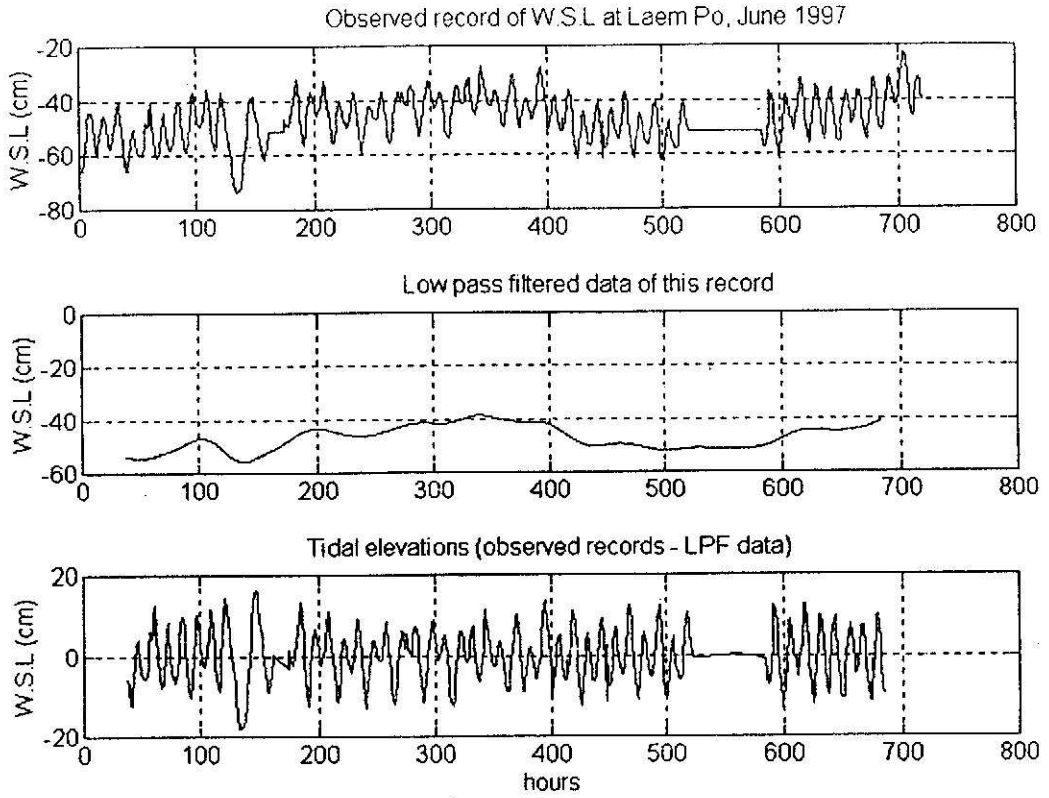 Observed record of W.S.L at Laem Po, June 1997
-20
-40
-60
-80
W.S.L (cm)
0 100 200 300 400 500 600 700 800
Low pass filtered data of this record
0
-20
-40
-60
W.S.L (cm)
0 100 200 300 400 500 600 700 800
Tidal elevations (observed records - LPF data)
20
0
-20
W.S.L (cm)
0 100 200 300 400 500 600 700 800
hours